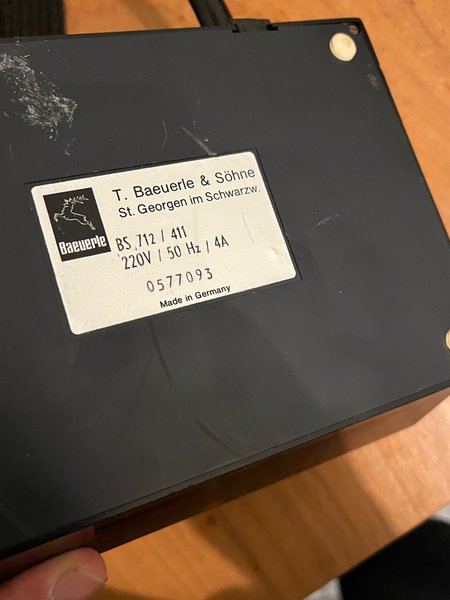 T. Baeuerle & Söhne
St. Georgen im Schwarzw.
Baeuerle
BS 712 / 411
220V / 50 Hz / 4A
0577093
Made in Germany